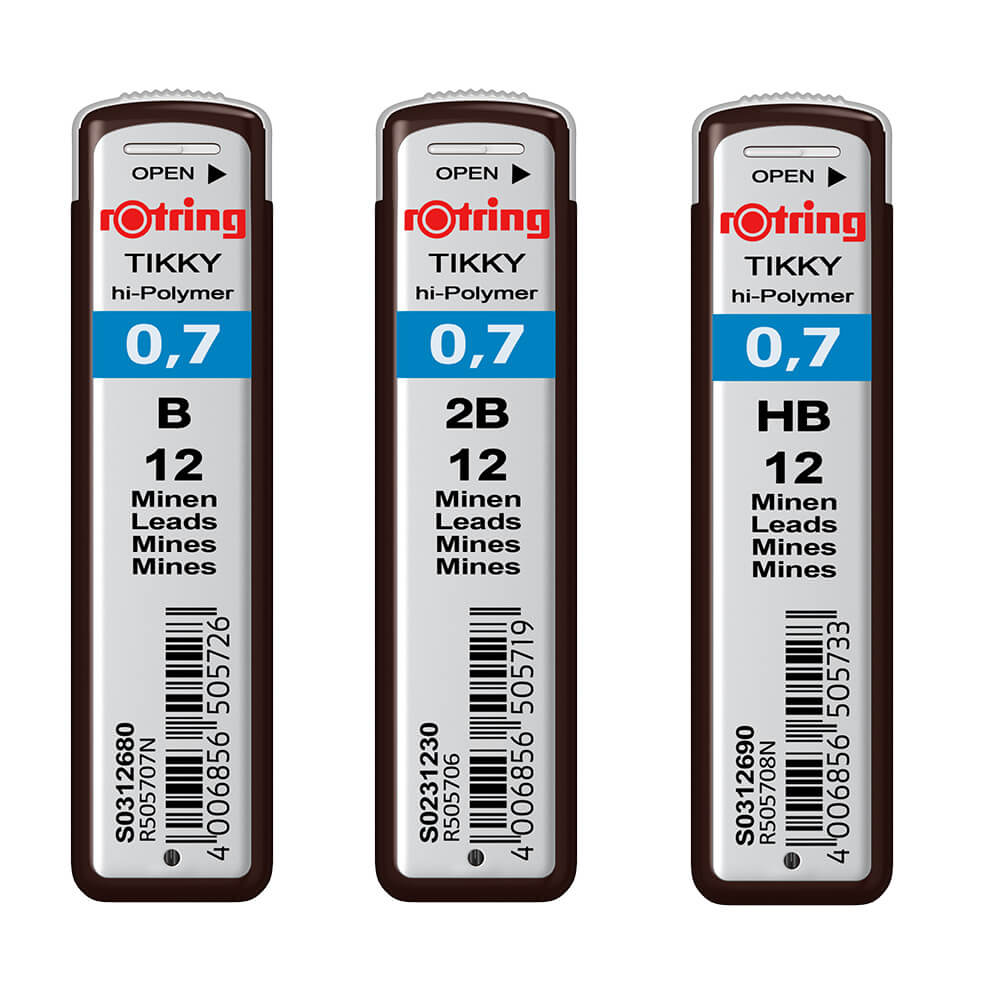 OPEN
rotring
TIKKY
hi-Polymer
0,7
B
12
Minen
Leads
Mines
Mines
S0312680
R505707N
4 006856 505726
OPEN
rotring
TIKKY
hi-Polymer
0,7
2B
12
Minen
Leads
Mines
Mines
S0231230
R505706
4 006856 505719
OPEN
rotring
TIKKY
hi-Polymer
0,7
HB
12
Minen
Leads
Mines
Mines
S0312690
R505708N
4 006856 505733